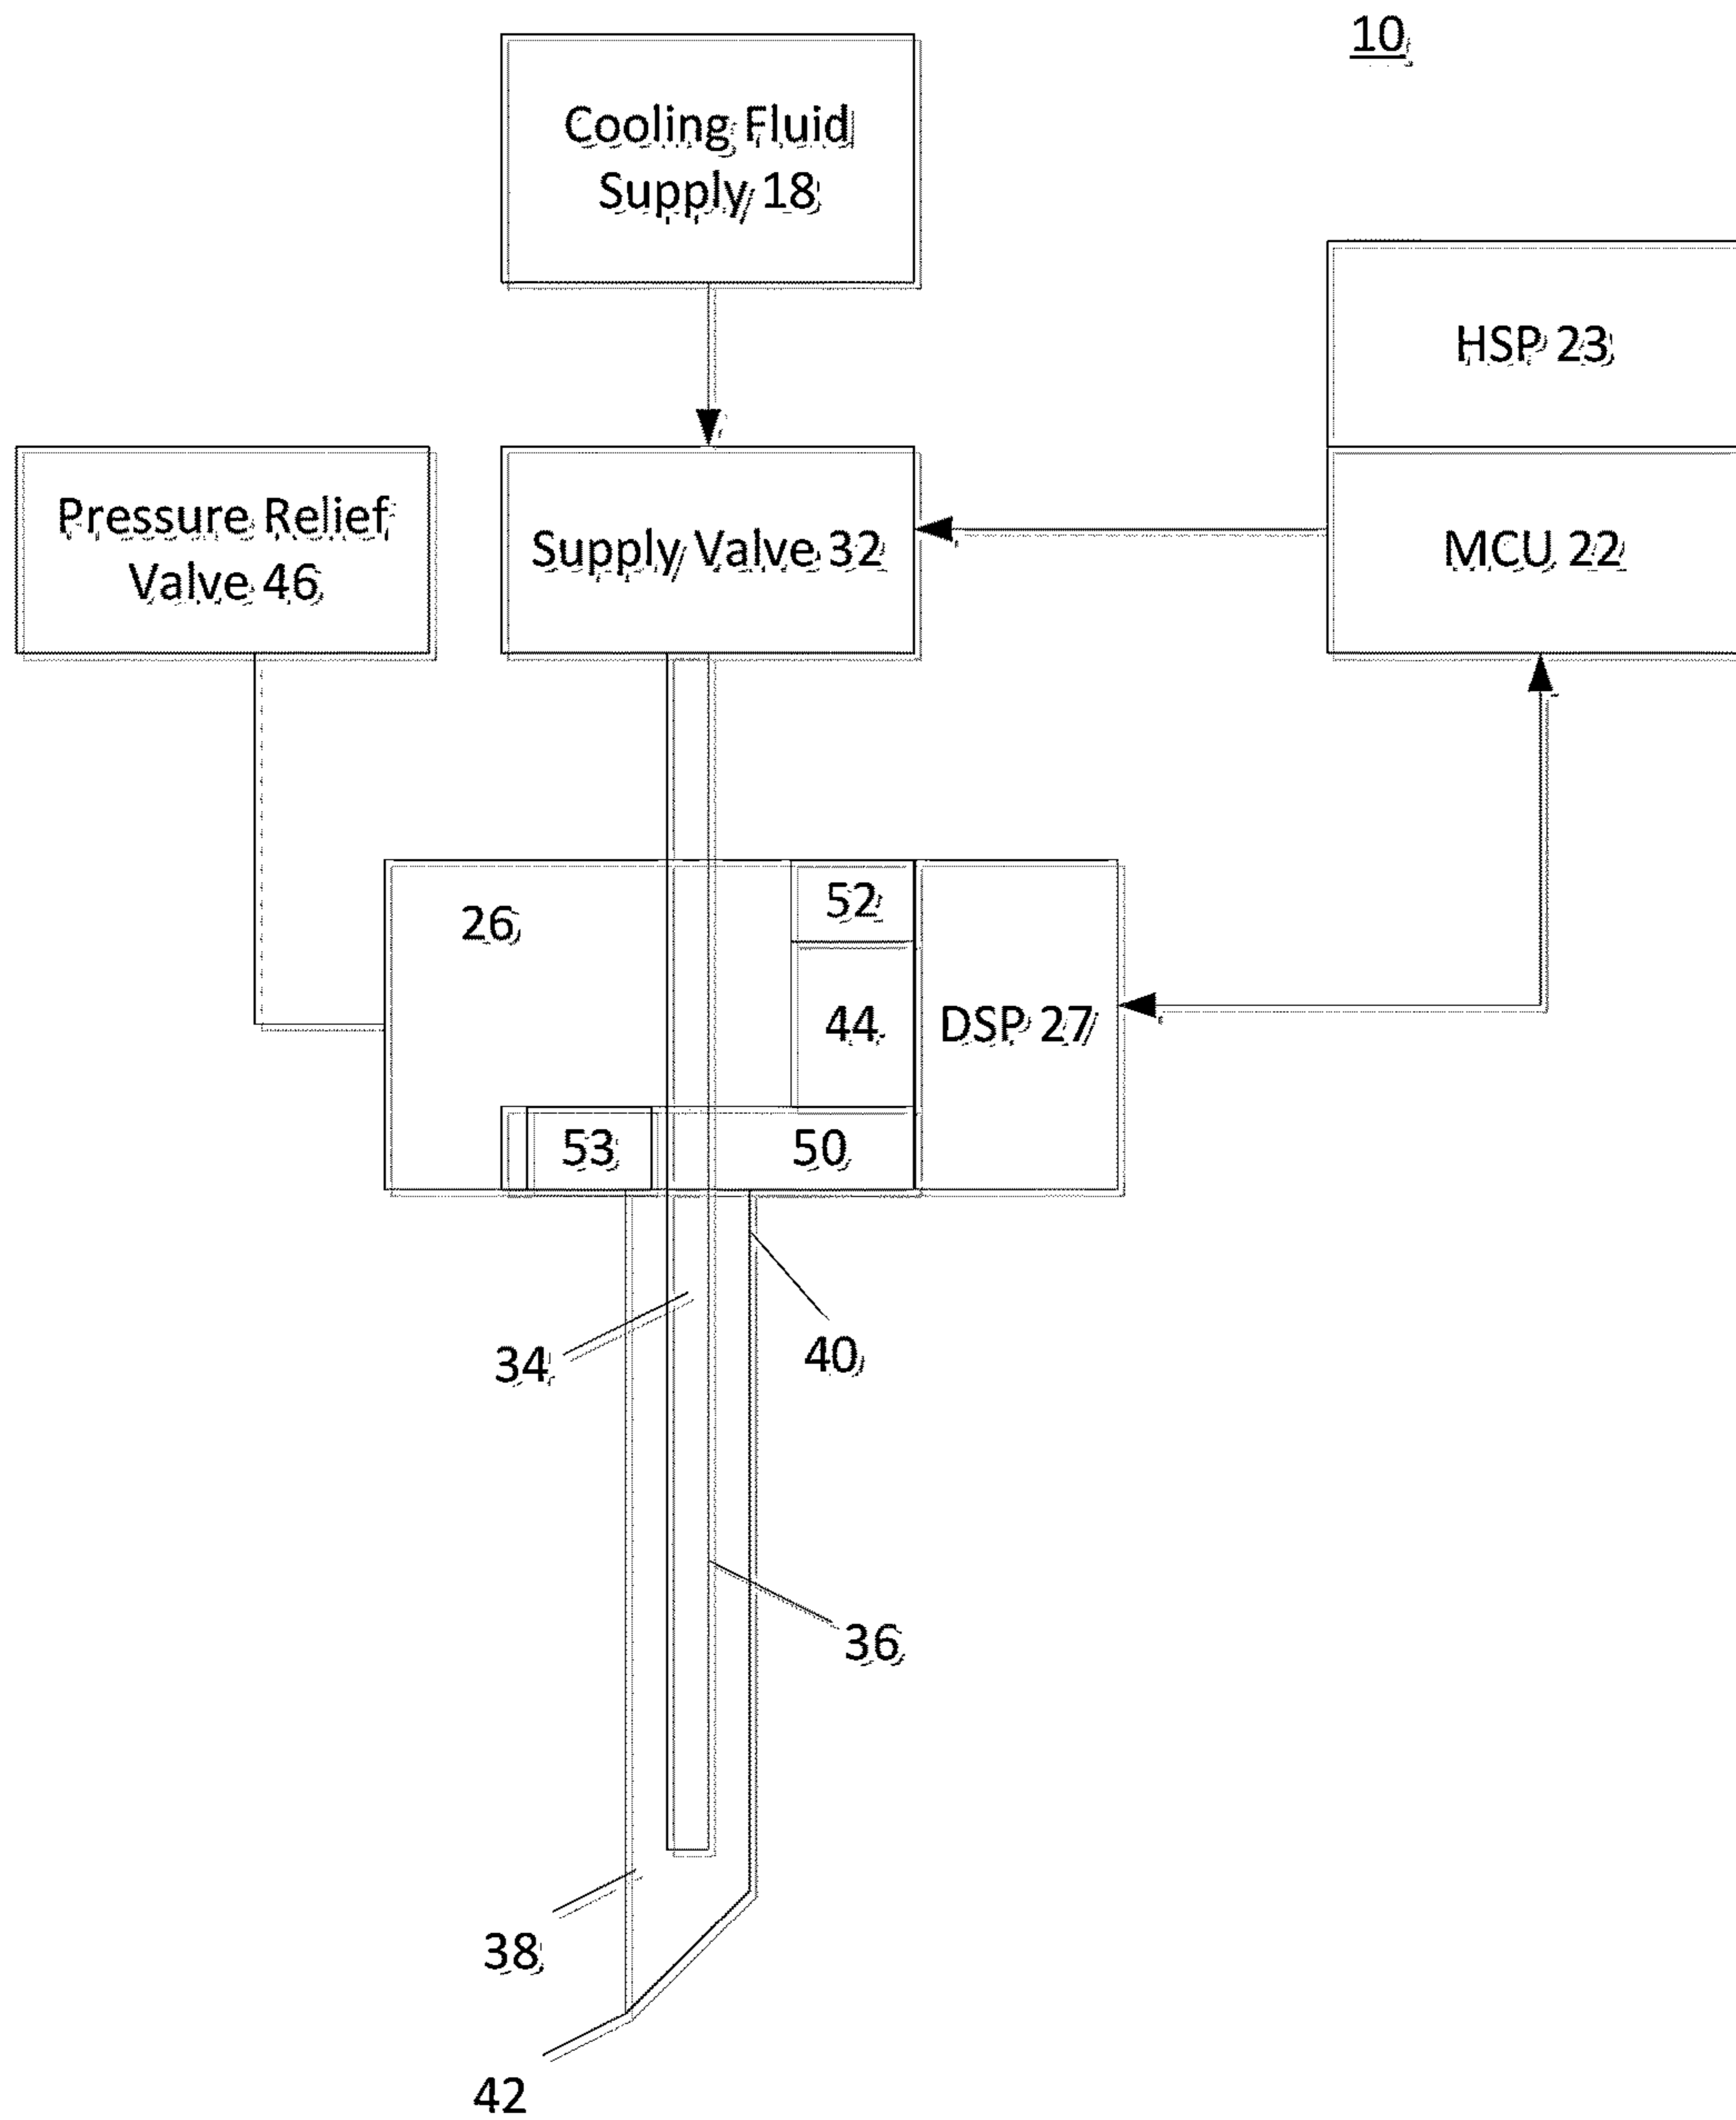 10
Cooling Fluid
Supply 18
HSP 23
Pressure Relief
Valve 46
Supply Valve 32
MCU 22
26
52
44
DSP 27
53
50
34
40
36
38
42